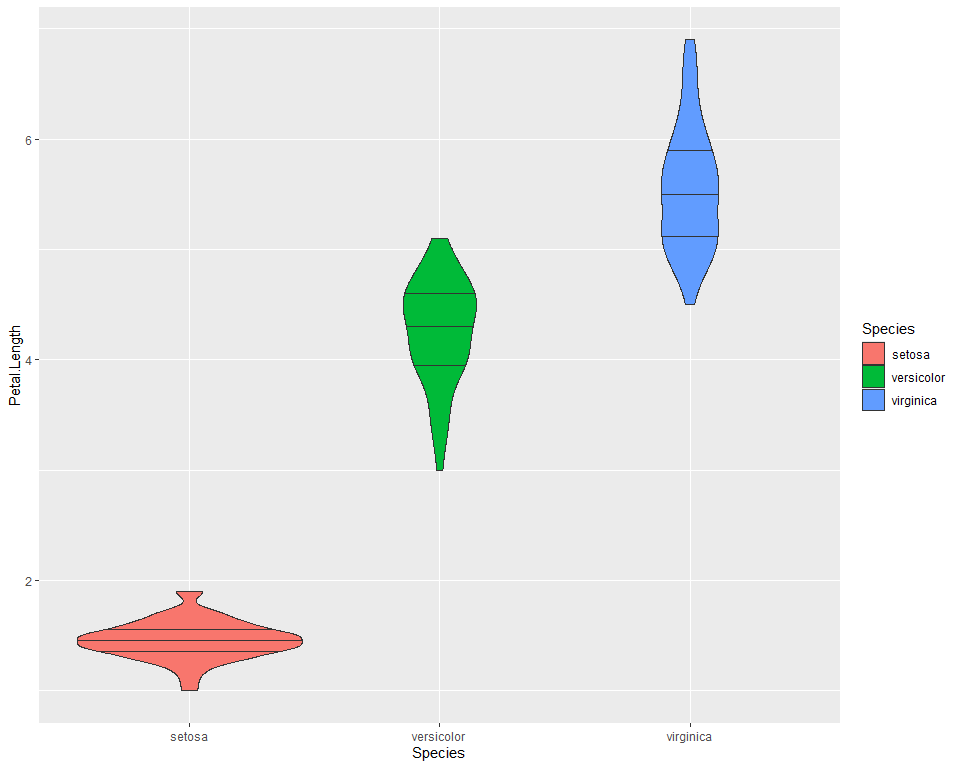 Petal.Length
6
4
2
setosa
versicolor
virginica
Species
Species
setosa
versicolor
virginica